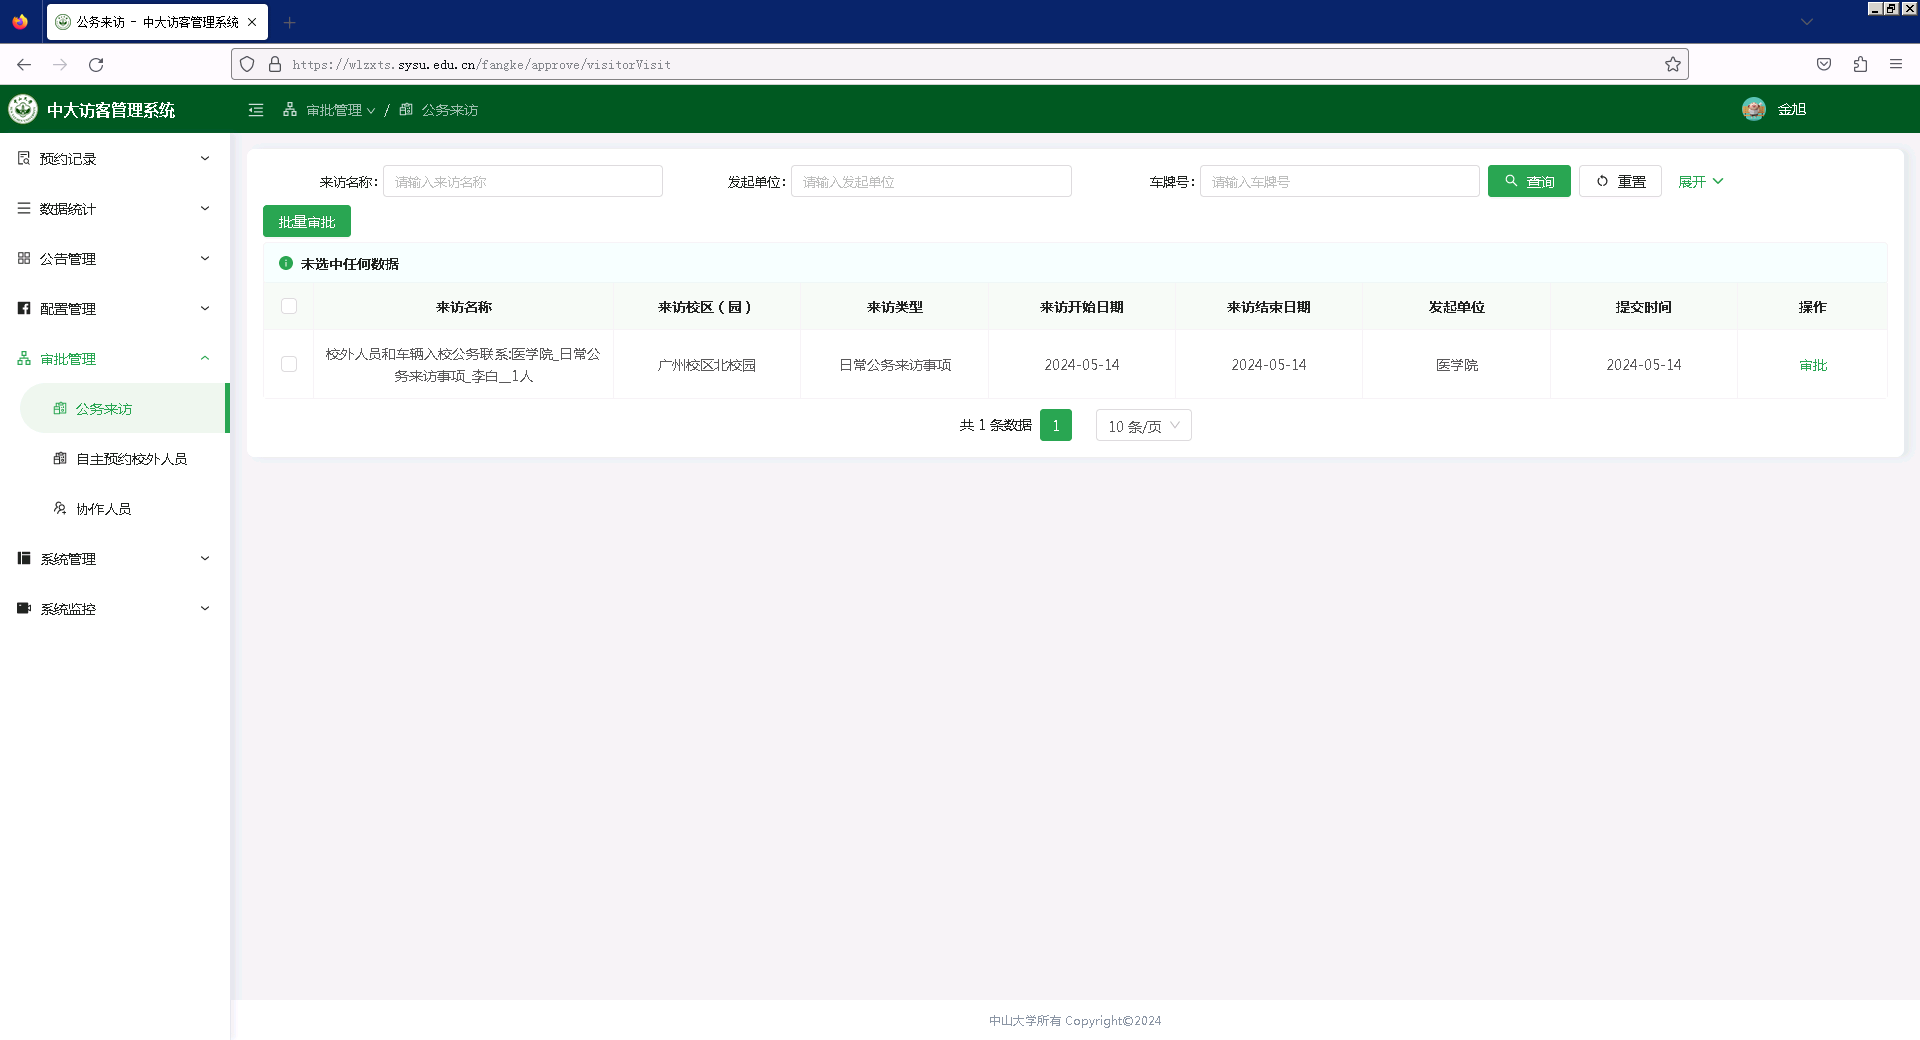 公务来访 - 中大访客管理系统
https://wlzxts.sysu.edu.cn/fangke/approve/visitorVisit
中大访客管理系统
审批管理 / 公务来访
金旭
预约记录
数据统计
公告管理
配置管理
审批管理
公务来访
自主预约校外人员
协作人员
系统管理
系统监控
来访名称: 请输入来访名称 发起单位: 请输入发起单位 车牌号: 请输入车牌号 查询 重置 展开
批量审批
未选中任何数据
来访名称 来访校区（园） 来访类型 来访开始日期 来访结束日期 发起单位 提交时间 操作
校外人员和车辆入校公务联系:医学院_日常公
务来访事项_李白__1人
广州校区北校园 日常公务来访事项 2024-05-14 2024-05-14 医学院 2024-05-14 审批
共 1 条数据 1 10 条/页
中山大学所有 Copyright©2024